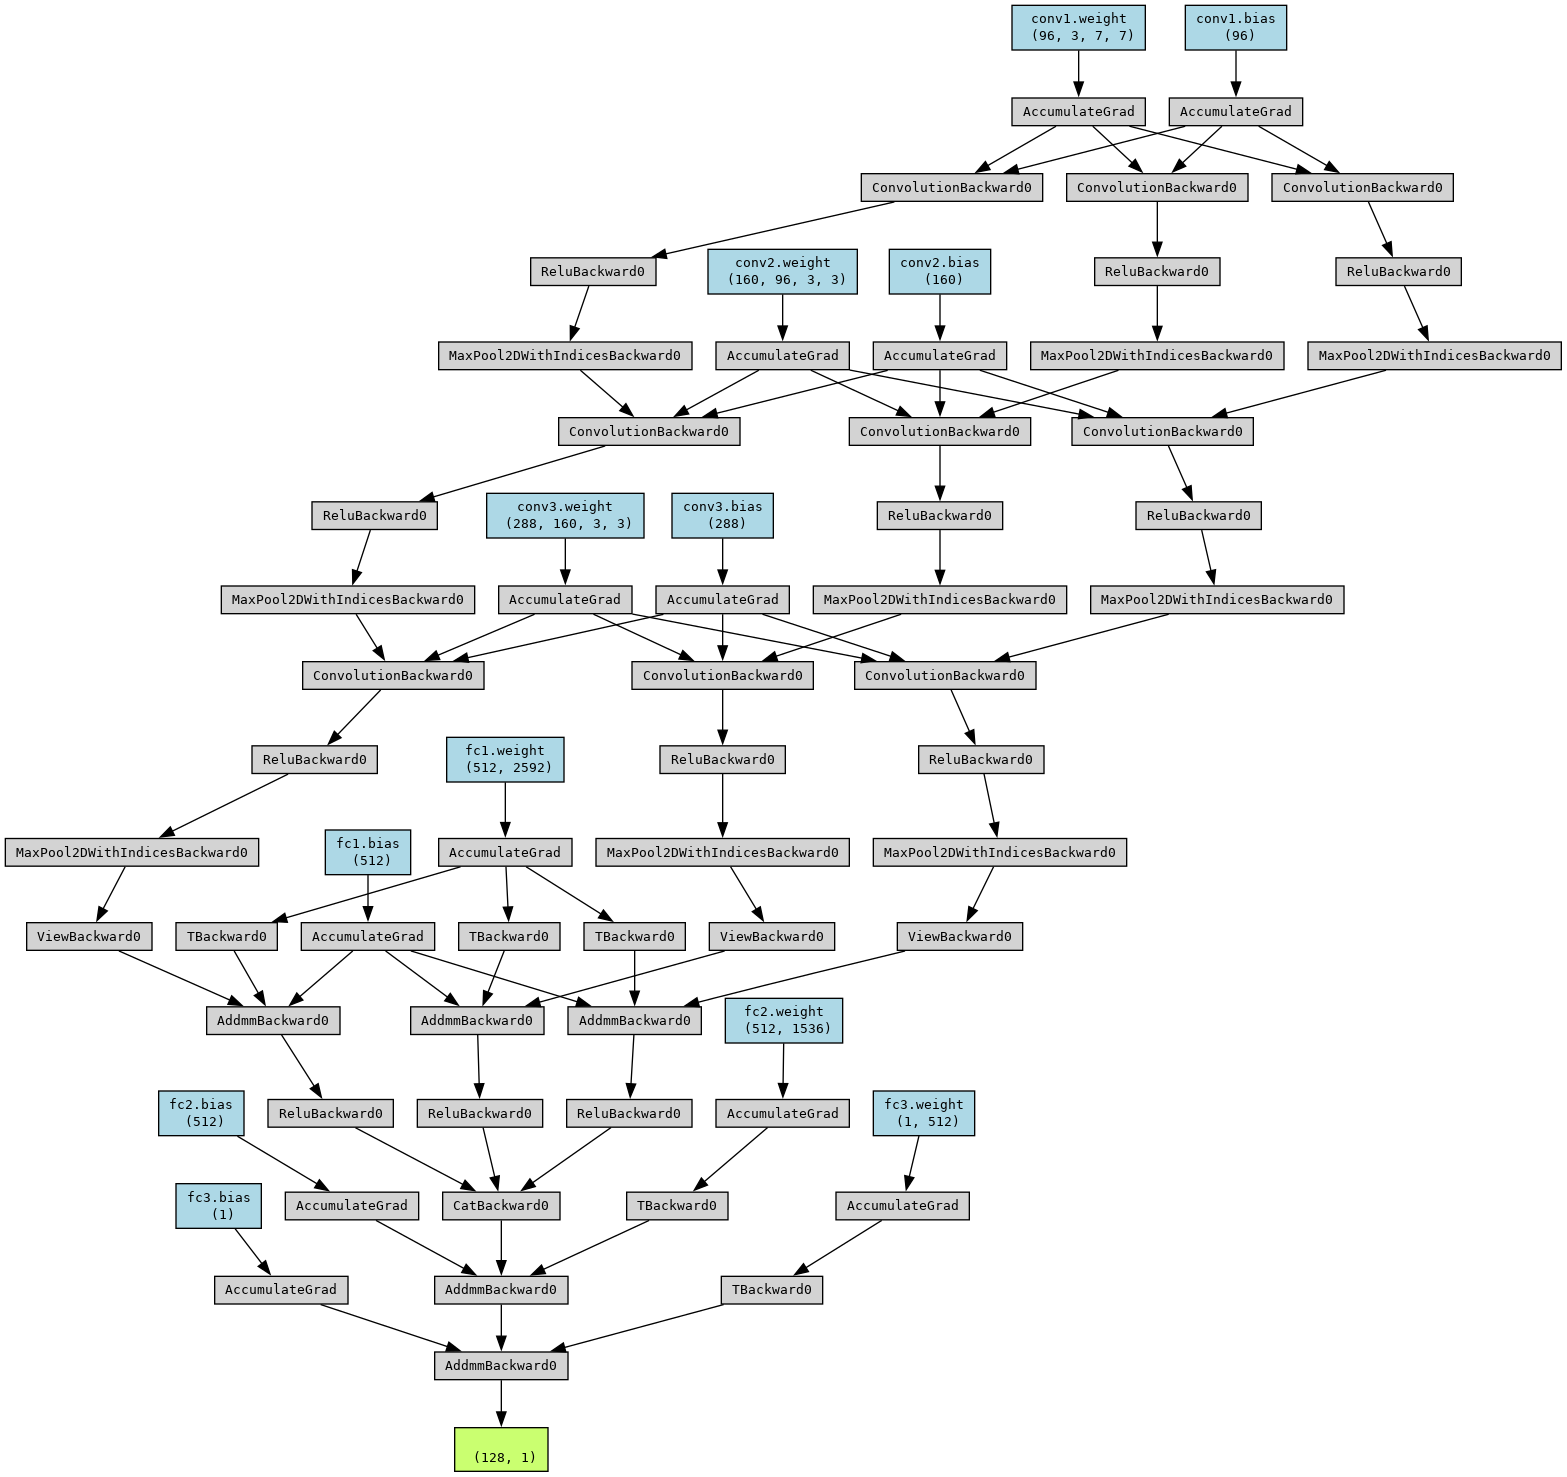 conv1.weight
(96, 3, 7, 7)
conv1.bias
(96)
AccumulateGrad
AccumulateGrad
ConvolutionBackward0
ConvolutionBackward0
ConvolutionBackward0
ReluBackward0
conv2.weight
(160, 96, 3, 3)
conv2.bias
(160)
ReluBackward0
ReluBackward0
MaxPool2DWithIndicesBackward0
AccumulateGrad
AccumulateGrad
MaxPool2DWithIndicesBackward0
MaxPool2DWithIndicesBackward0
ConvolutionBackward0
ConvolutionBackward0
ConvolutionBackward0
ReluBackward0
conv3.weight
(288, 160, 3, 3)
conv3.bias
(288)
ReluBackward0
ReluBackward0
MaxPool2DWithIndicesBackward0
AccumulateGrad
AccumulateGrad
MaxPool2DWithIndicesBackward0
MaxPool2DWithIndicesBackward0
ConvolutionBackward0
ConvolutionBackward0
ConvolutionBackward0
ReluBackward0
fc1.weight
(512, 2592)
ReluBackward0
ReluBackward0
MaxPool2DWithIndicesBackward0
fc1.bias
(512)
AccumulateGrad
MaxPool2DWithIndicesBackward0
MaxPool2DWithIndicesBackward0
ViewBackward0
TBackward0
AccumulateGrad
TBackward0
TBackward0
ViewBackward0
ViewBackward0
AddmmBackward0
AddmmBackward0
AddmmBackward0
fc2.weight
(512, 1536)
fc2.bias
(512)
ReluBackward0
ReluBackward0
ReluBackward0
AccumulateGrad
fc3.weight
(1, 512)
fc3.bias
(1)
AccumulateGrad
CatBackward0
TBackward0
AccumulateGrad
AccumulateGrad
AddmmBackward0
TBackward0
AddmmBackward0
(128, 1)